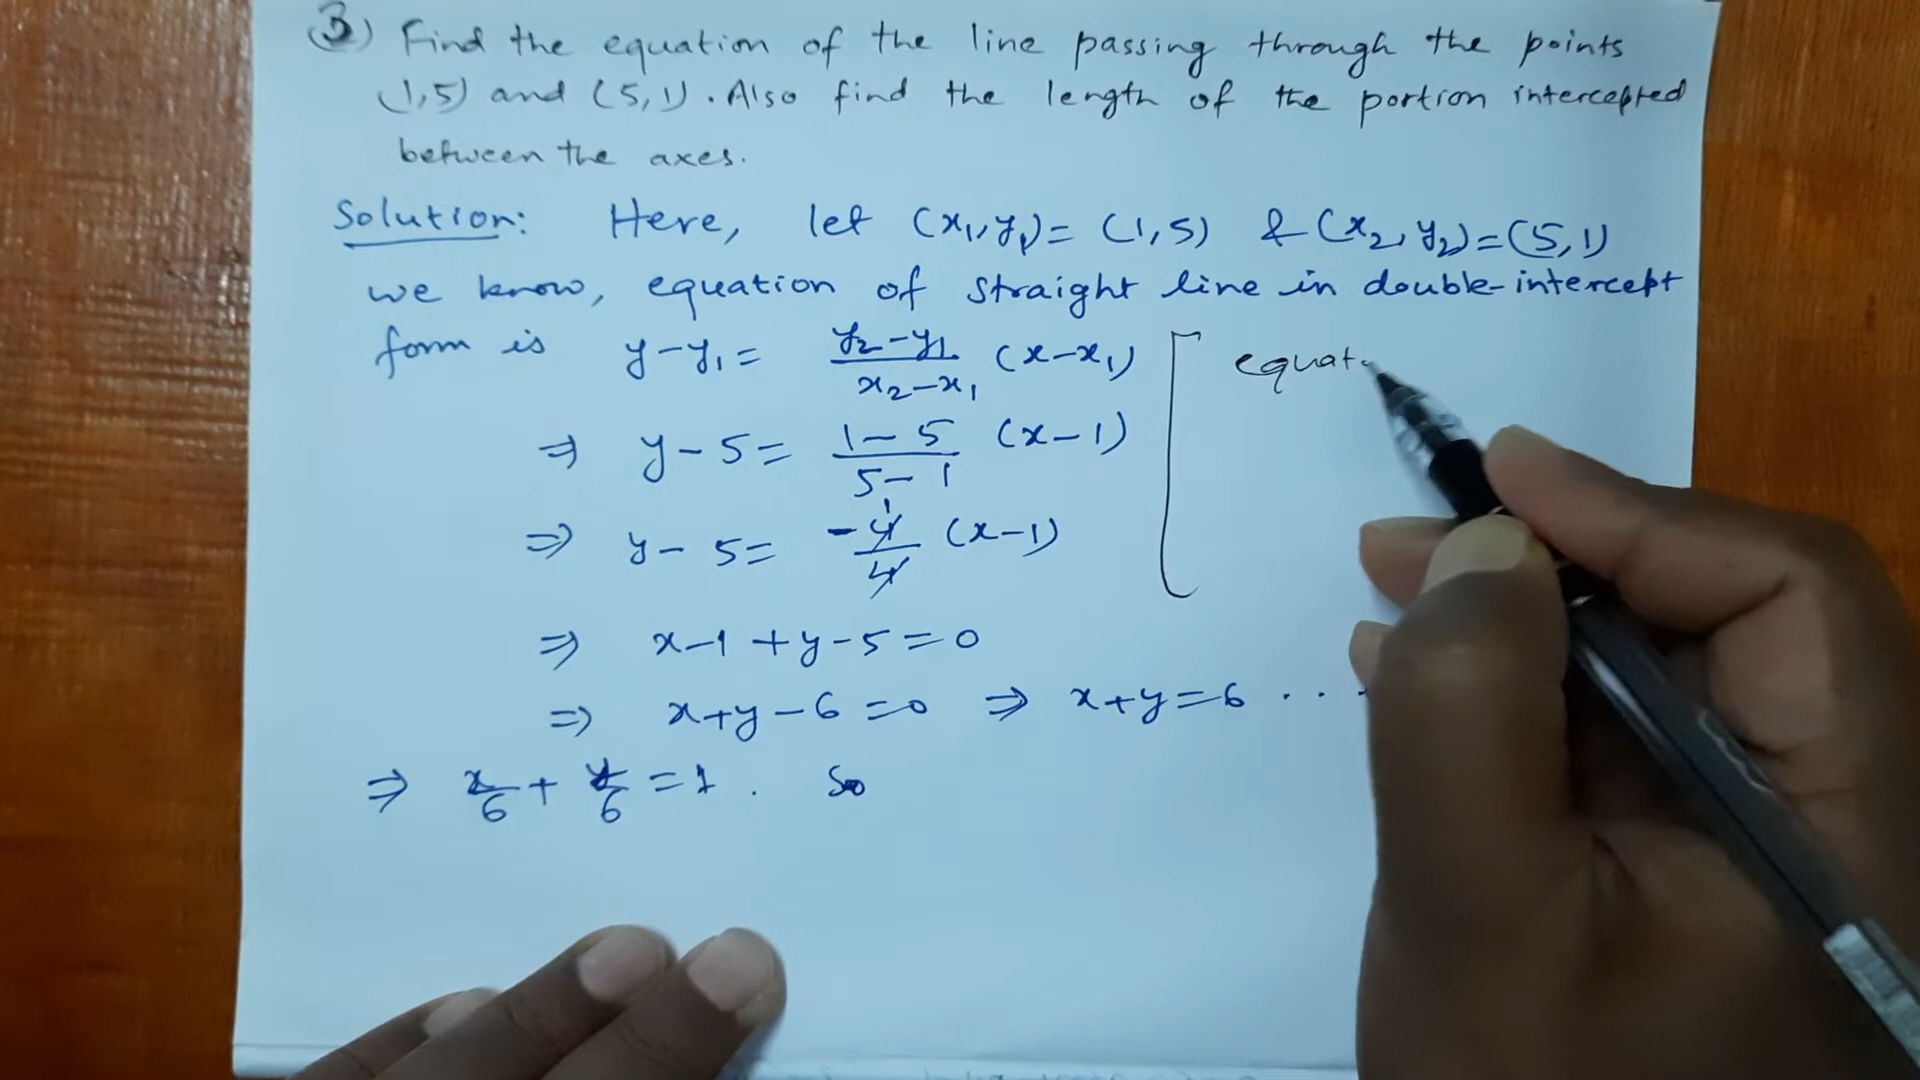 ③) Find the equation of the line passing through the points
(1,5) and (5,1). Also find the length of the portion intercepted
between the axes.
Solution: Here, let (x₁,y₁)= (1,5) & (x₂,y₂)=(5,1)
we know, equation of straight line in double-intercept
form is y-y₁= y₂-y₁/x₂-x₁ (x-x₁) [ equat
⇒ y-5= 1-5/5-1 (x-1)
⇒ y-5= -4/4 (x-1)
⇒ x-1+y-5=0
⇒ x+y-6=0 ⇒ x+y=6 . . .
⇒ x/6 + y/6 =1 . So